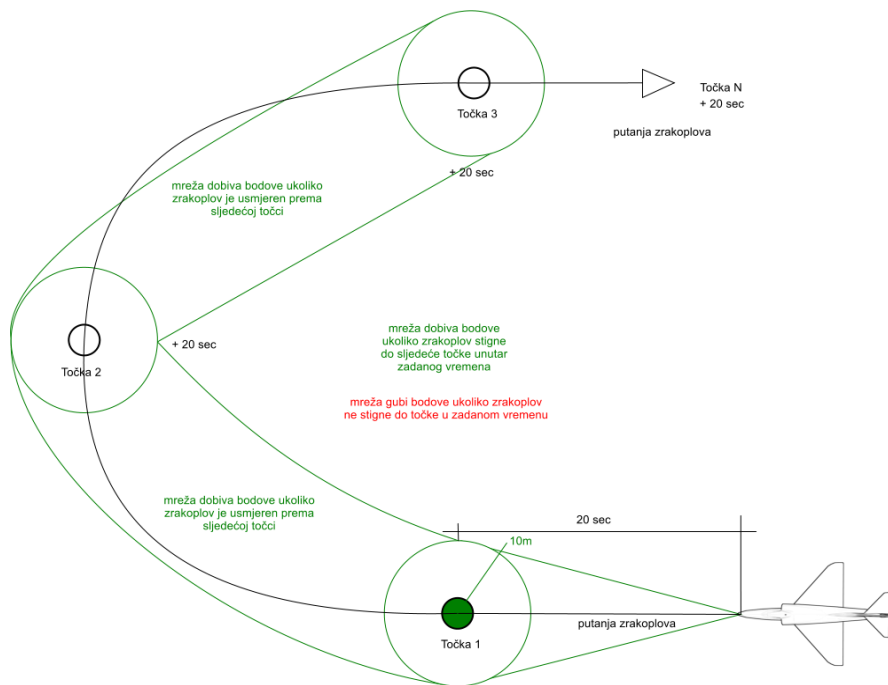 Točka N
+ 20 sec
Točka 3
putanja zrakoplova
+ 20 sec
mreža dobiva bodove ukoliko
zrakoplov je usmjeren prema
sljedećoj točci
+ 20 sec
Točka 2
mreža dobiva bodove
ukoliko zrakoplov stigne
do sljedeće točke unutar
zadanog vremena
mreža gubi bodove ukoliko zrakoplov
ne stigne do točke u zadanom vremenu
mreža dobiva bodove ukoliko
zrakoplov je usmjeren prema
sljedećoj točci
20 sec
10m
putanja zrakoplova
Točka 1